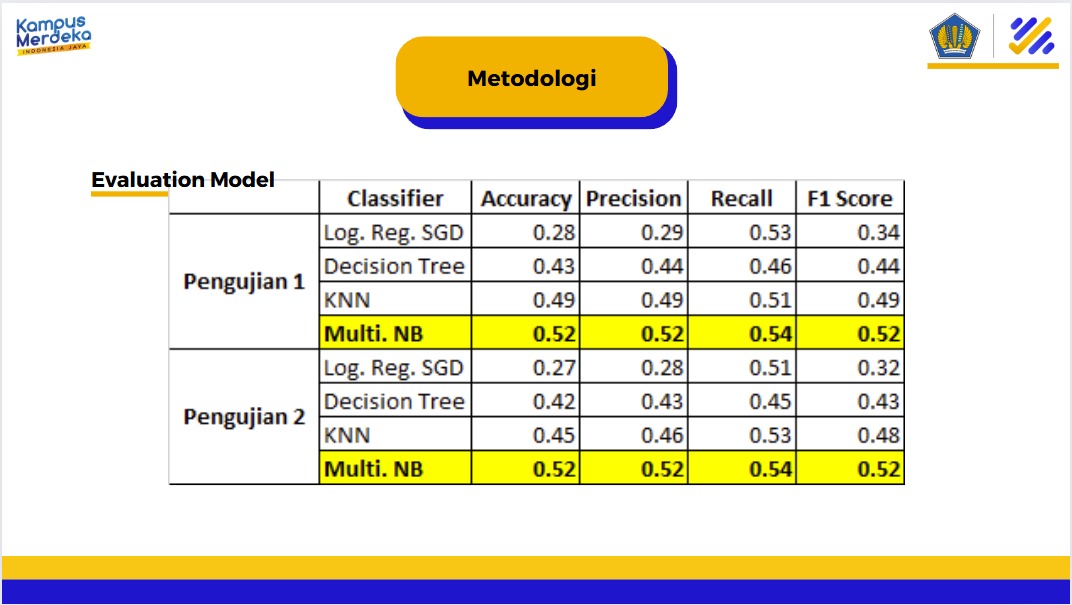 Kampus
Merdeka
INDONESIA JAYA
Metodologi
Evaluation Model
Classifier Accuracy Precision Recall F1 Score
Pengujian 1
Log. Reg. SGD 0.28 0.29 0.53 0.34
Decision Tree 0.43 0.44 0.46 0.44
KNN 0.49 0.49 0.51 0.49
Multi. NB 0.52 0.52 0.54 0.52
Pengujian 2
Log. Reg. SGD 0.27 0.28 0.51 0.32
Decision Tree 0.42 0.43 0.45 0.43
KNN 0.45 0.46 0.53 0.48
Multi. NB 0.52 0.52 0.54 0.52